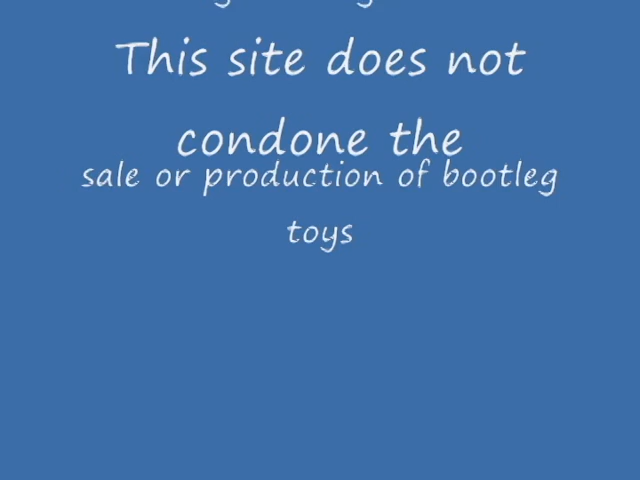 This site does not
condone the
sale or production of bootleg
toys